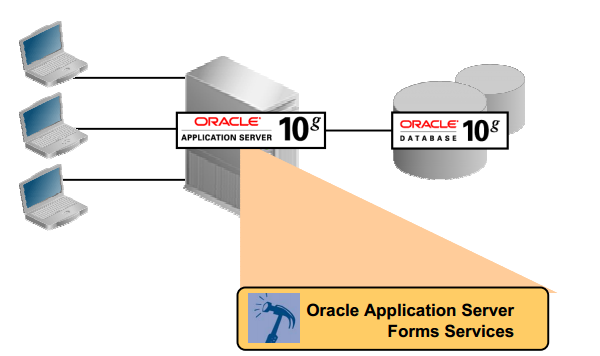 ORACLE
APPLICATION SERVER
10g
ORACLE
DATABASE
10g
Oracle Application Server
Forms Services